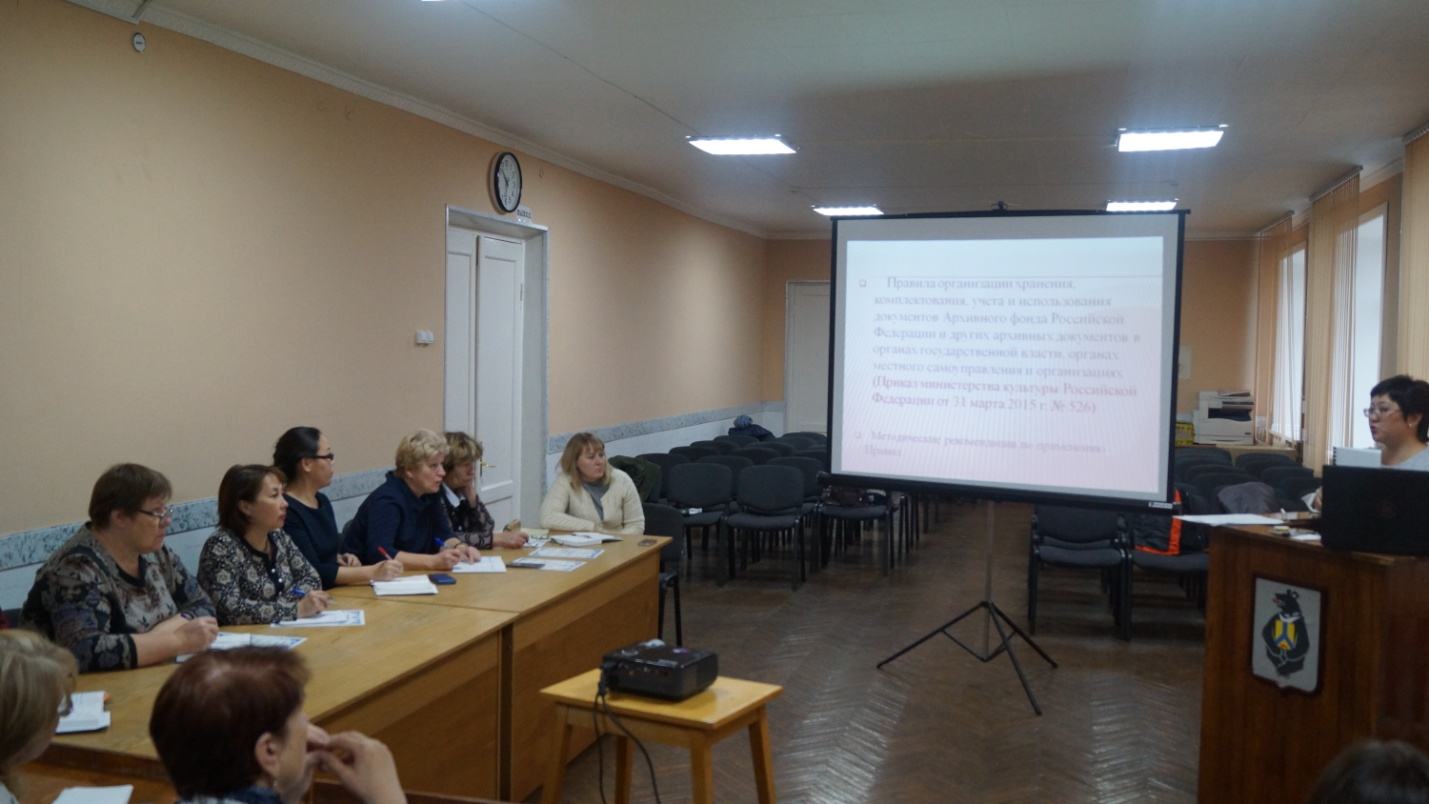 Правила организации хранения,
комплектования, учета и использования
документов Архивного фонда Российской
Федерации и других архивных документов в
органах государственной власти, органах
местного самоуправления и организациях
(Приказ министерства культуры Российской
Федерации от 31 марта 2015 г. № 526)
Методические рекомендации по применению
Правил